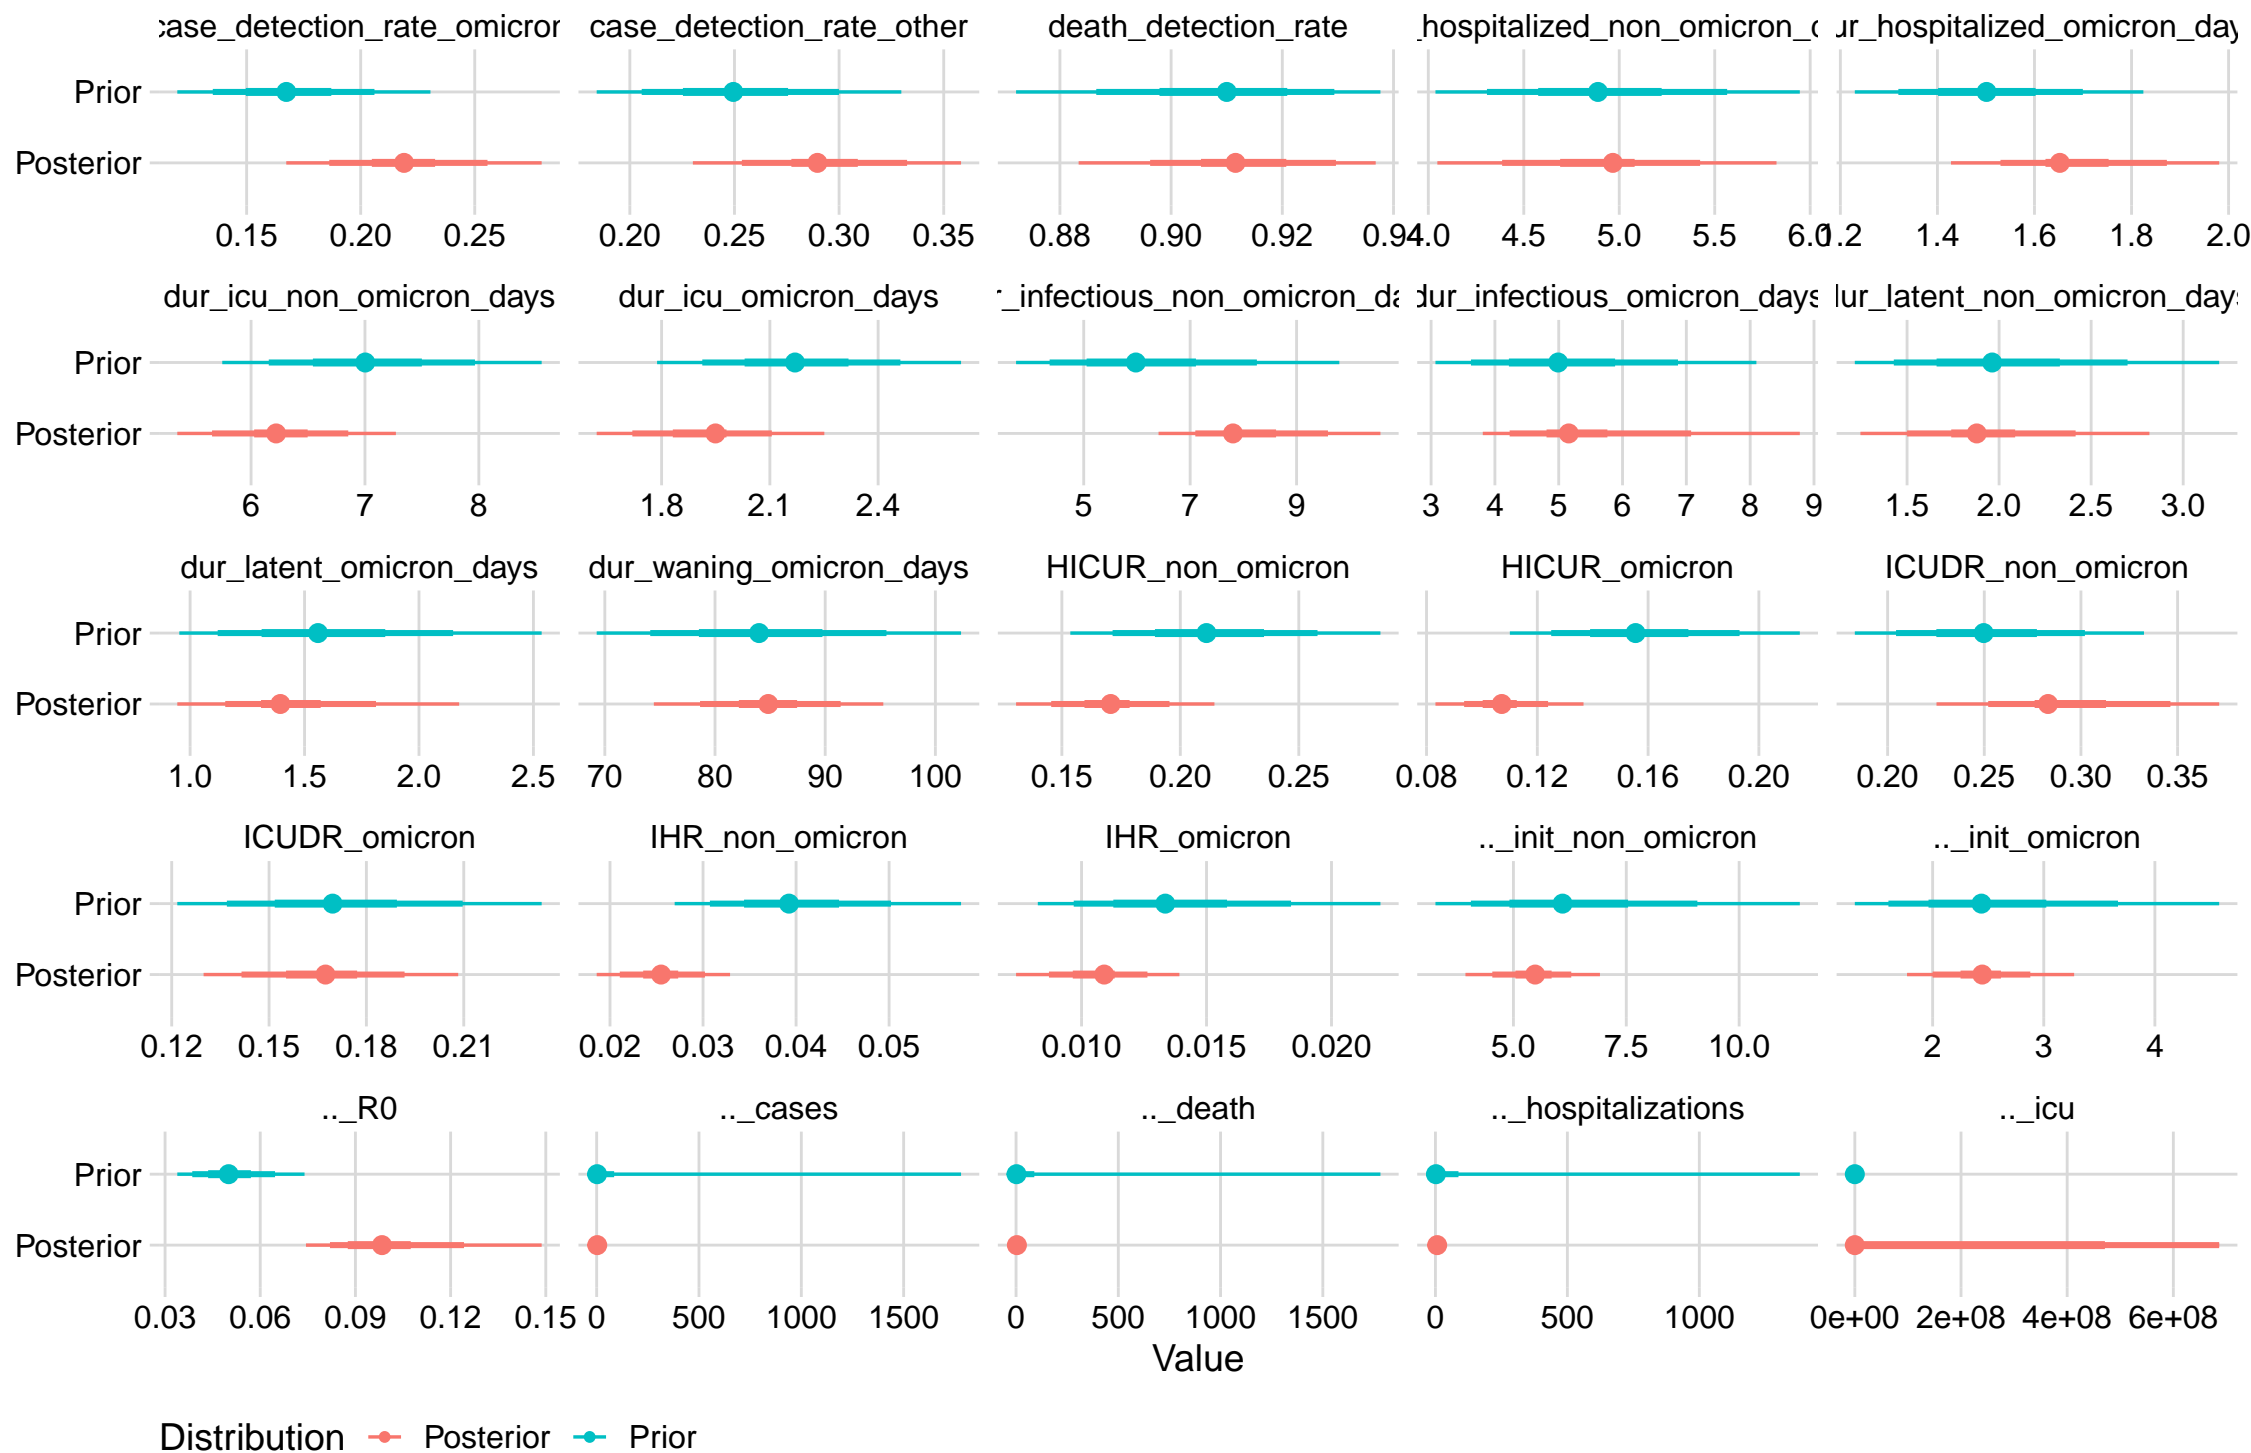 case_detection_rate_omicron case_detection_rate_other death_detection_rate _hospitalized_non_omicron_ ur_hospitalized_omicron_day
Prior
Posterior
0.15 0.20 0.25 0.20 0.25 0.30 0.35 0.88 0.90 0.92 0.94 4.0 4.5 5.0 5.5 6.0 1.2 1.4 1.6 1.8 2.0
dur_icu_non_omicron_days dur_icu_omicron_days r_infectious_non_omicron_da dur_infectious_omicron_days dur_latent_non_omicron_days
Prior
Posterior
6 7 8 1.8 2.1 2.4 5 7 9 3 4 5 6 7 8 9 1.5 2.0 2.5 3.0
dur_latent_omicron_days dur_waning_omicron_days HICUR_non_omicron HICUR_omicron ICUDR_non_omicron
Prior
Posterior
1.0 1.5 2.0 2.5 70 80 90 100 0.15 0.20 0.25 0.08 0.12 0.16 0.20 0.20 0.25 0.30 0.35
ICUDR_omicron IHR_non_omicron IHR_omicron .._init_non_omicron .._init_omicron
Prior
Posterior
0.12 0.15 0.18 0.21 0.02 0.03 0.04 0.05 0.010 0.015 0.020 5.0 7.5 10.0 2 3 4
.._R0 .._cases .._death .._hospitalizations .._icu
Prior
Posterior
0.03 0.06 0.09 0.12 0.15 0 500 1000 1500 0 500 1000 1500 0 500 1000 0e+00 2e+08 4e+08 6e+08
Value
Distribution Posterior Prior